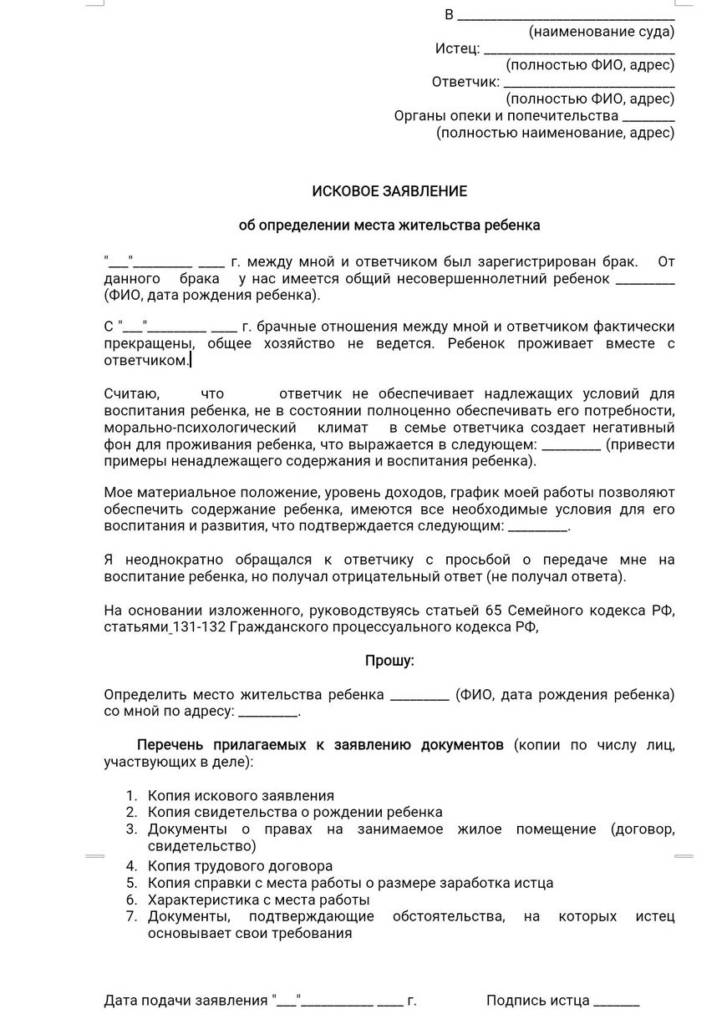 В ______________________________
(наименование суда)
Истец: __________________________
(полностью ФИО, адрес)
Ответчик: _______________________
(полностью ФИО, адрес)
Органы опеки и попечительства _______
(полностью наименование, адрес)
ИСКОВОЕ ЗАЯВЛЕНИЕ
об определении места жительства ребенка
"___"_________ ____ г. между мной и ответчиком был зарегистрирован брак. От
данного брака у нас имеется общий несовершеннолетний ребенок ________
(ФИО, дата рождения ребенка).
С "___"_________ ____ г. брачные отношения между мной и ответчиком фактически
прекращены, общее хозяйство не ведется. Ребенок проживает вместе с
ответчиком.
Считаю, что ответчик не обеспечивает надлежащих условий для
воспитания ребенка, не в состоянии полноценно обеспечивать его потребности,
морально-психологический климат в семье ответчика создает негативный
фон для проживания ребенка, что выражается в следующем: ________ (привести
примеры ненадлежащего содержания и воспитания ребенка).
Мое материальное положение, уровень доходов, график моей работы позволяют
обеспечить содержание ребенка, имеются все необходимые условия для его
воспитания и развития, что подтверждается следующим: ________.
Я неоднократно обращался к ответчику с просьбой о передаче мне на
воспитание ребенка, но получал отрицательный ответ (не получал ответа).
На основании изложенного, руководствуясь статьей 65 Семейного кодекса РФ,
статьями 131-132 Гражданского процессуального кодекса РФ,
Прошу:
Определить место жительства ребенка ________ (ФИО, дата рождения ребенка)
со мной по адресу: ________.
Перечень прилагаемых к заявлению документов (копии по числу лиц,
участвующих в деле):
1. Копия искового заявления
2. Копия свидетельства о рождении ребенка
3. Документы о правах на занимаемое жилое помещение (договор,
свидетельство)
4. Копия трудового договора
5. Копия справки с места работы о размере заработка истца
6. Характеристика с места работы
7. Документы, подтверждающие обстоятельства, на которых истец
основывает свои требования
Дата подачи заявления "___"__________ ____ г. Подпись истца ______